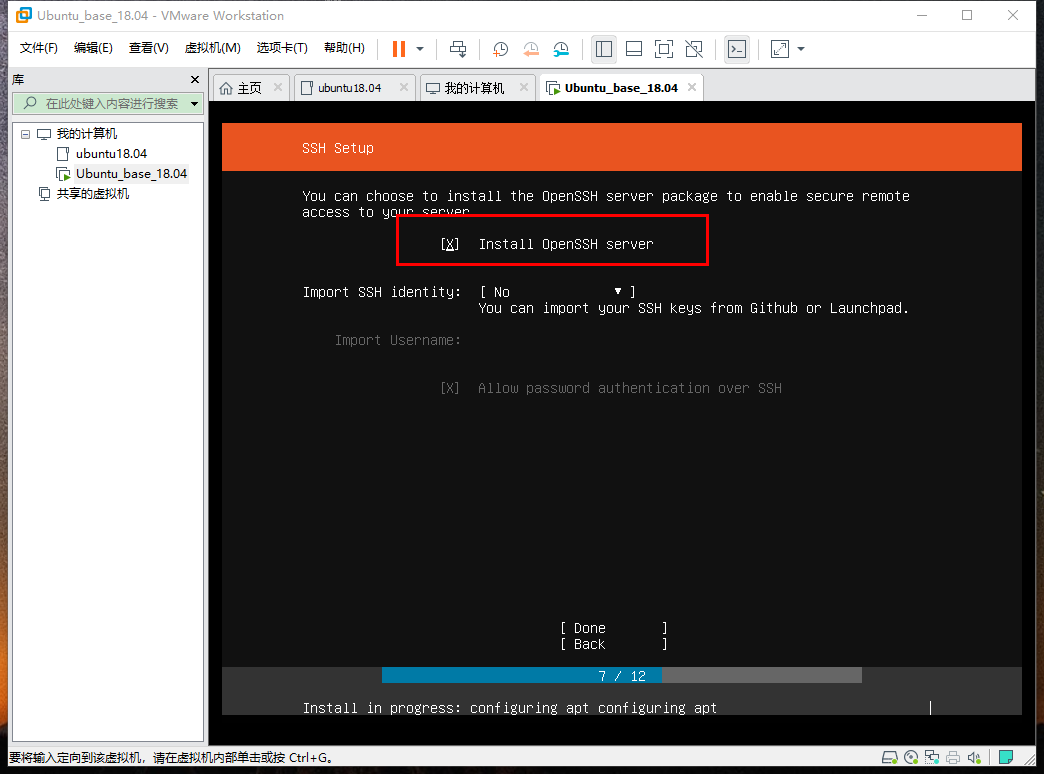 Ubuntu_base_18.04 - VMware Workstation
文件(F) 编辑(E) 查看(V) 虚拟机(M) 选项卡(T) 帮助(H)
库
在此处键入内容进行搜索
我的计算机
ubuntu18.04
Ubuntu_base_18.04
共享的虚拟机
主页 ubuntu18.04 我的计算机 Ubuntu_base_18.04
SSH Setup
You can choose to install the OpenSSH server package to enable secure remote
access to your server.
[X] Install OpenSSH server
Import SSH identity: [ No ▼ ]
You can import your SSH keys from Github or Launchpad.
Import Username:
[X] Allow password authentication over SSH
[ Done ]
[ Back ]
7 / 12
Install in progress: configuring apt configuring apt
要将输入定向到该虚拟机，请在虚拟机内部单击或按 Ctrl+G。